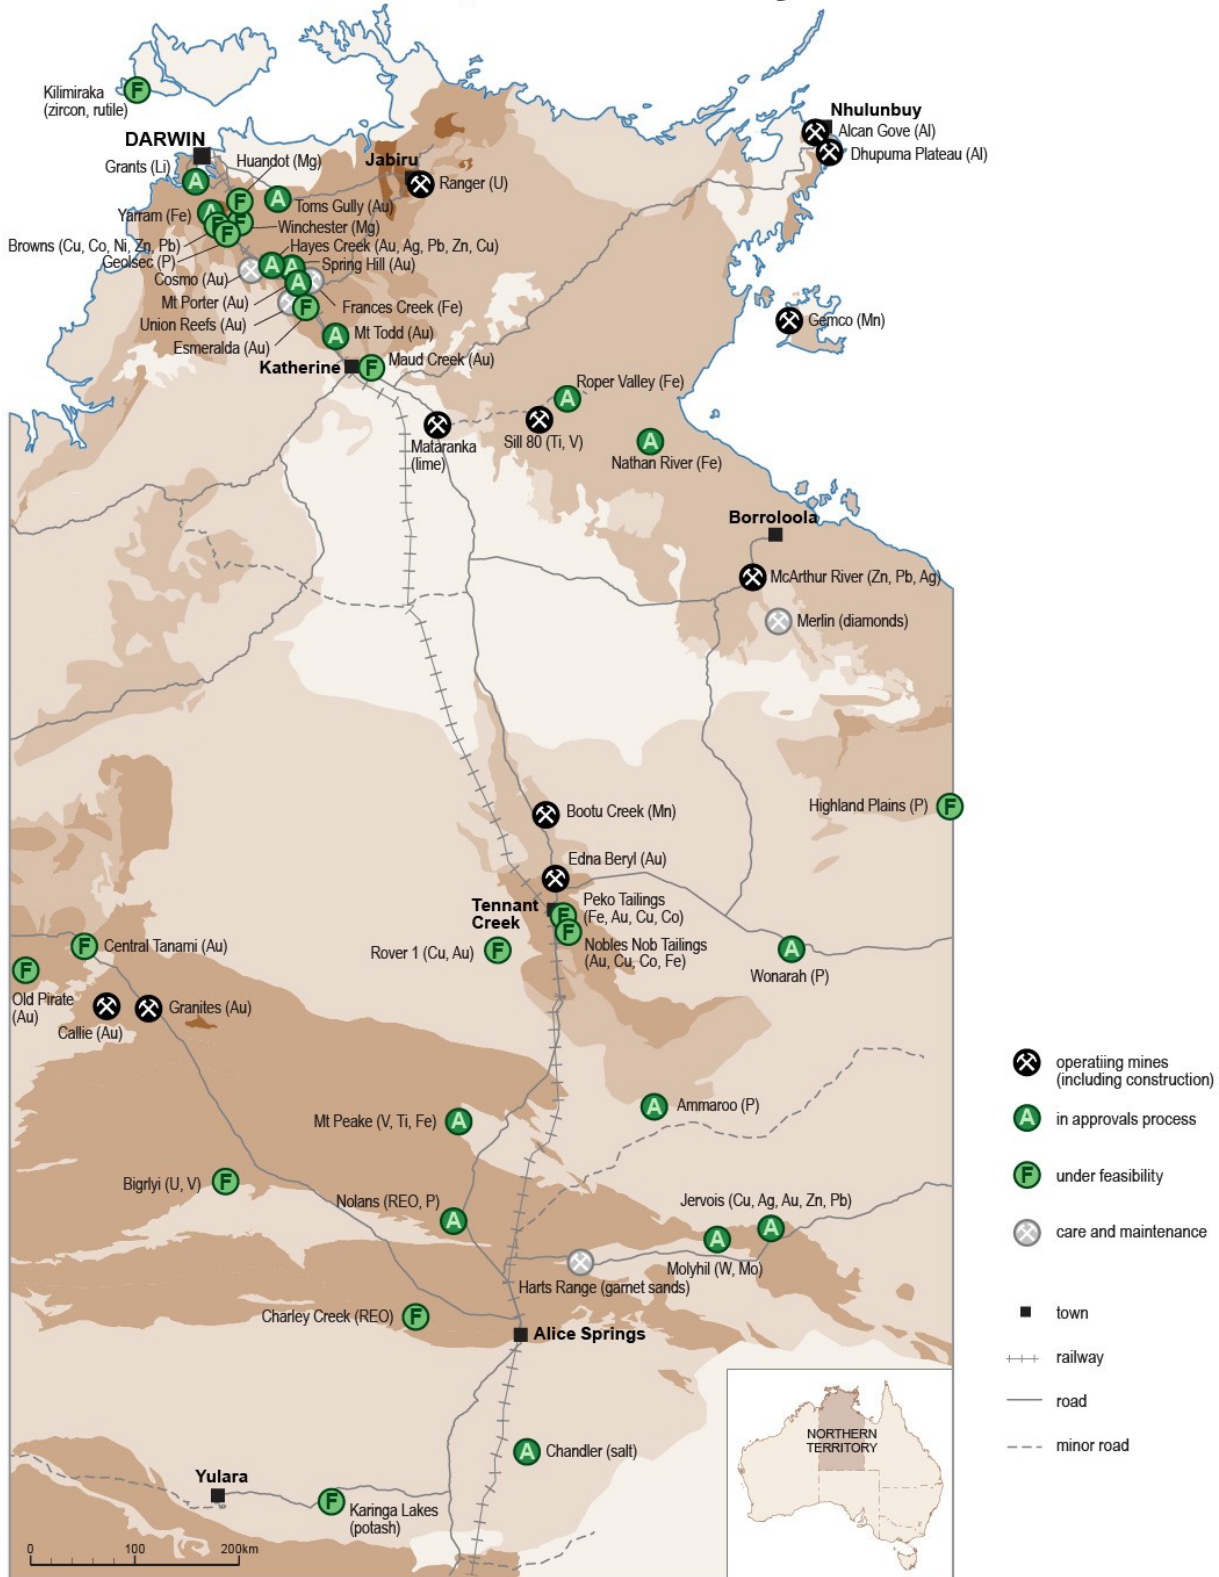 Kilimiraka
(zircon, rutile)
Nhulunbuy
Alcan Gove (Al)
Dhupuma Plateau (Al)
DARWIN
Grants (Li)
Huandot (Mg)
Jabiru
Ranger (U)
Toms Gully (Au)
Yarram (Fe)
Winchester (Mg)
Browns (Cu, Co, Ni, Zn, Pb)
Hayes Creek (Au, Ag, Pb, Zn, Cu)
Geolsec (P)
Spring Hill (Au)
Cosmo (Au)
Mt Porter (Au)
Frances Creek (Fe)
Union Reefs (Au)
Mt Todd (Au)
Esmeralda (Au)
Gemco (Mn)
Katherine
Maud Creek (Au)
Roper Valley (Fe)
Mataranka
(lime)
Sill 80 (Ti, V)
Nathan River (Fe)
Borroloola
McArthur River (Zn, Pb, Ag)
Merlin (diamonds)
Highland Plains (P)
Bootu Creek (Mn)
Edna Beryl (Au)
Tennant
Creek
Peko Tailings
(Fe, Au, Cu, Co)
Nobles Nob Tailings
(Au, Cu, Co, Fe)
Rover 1 (Cu, Au)
Wonarah (P)
Central Tanami (Au)
Old Pirate
(Au)
Callie (Au)
Granites (Au)
Mt Peake (V, Ti, Fe)
Ammaroo (P)
Bigrlyi (U, V)
Nolans (REO, P)
Jervois (Cu, Ag, Au, Zn, Pb)
Molyhil (W, Mo)
Harts Range (garnet sands)
Charley Creek (REO)
Alice Springs
Chandler (salt)
Yulara
Karinga Lakes
(potash)
0 100 200km
NORTHERN
TERRITORY
operatiing mines
(including construction)
A in approvals process
F under feasibility
care and maintenance
town
railway
road
minor road